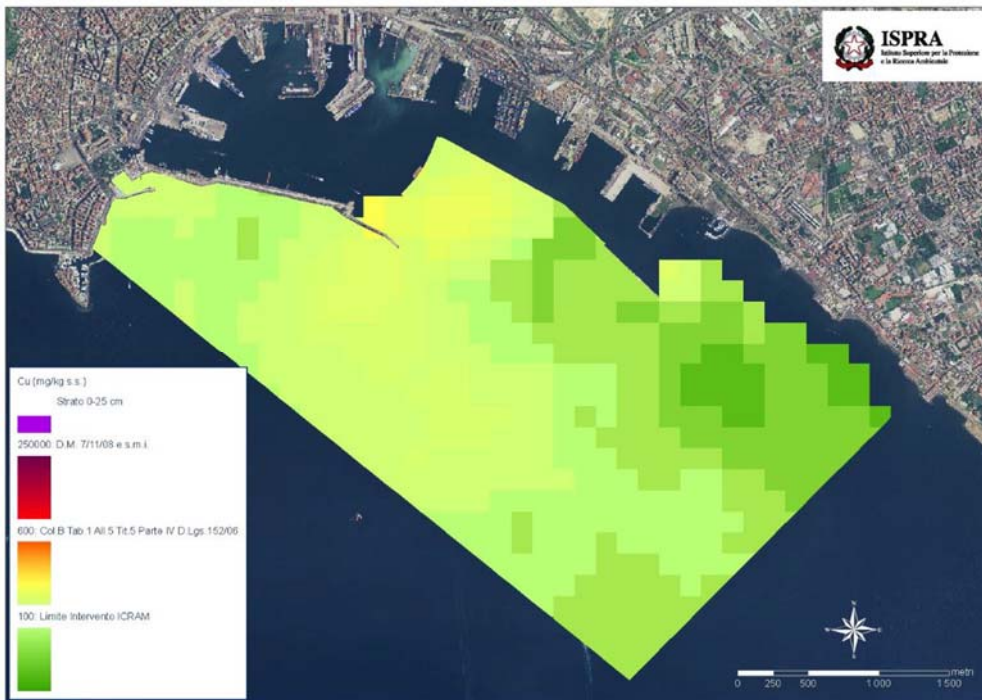 ISPRA
Istituto Superiore per la Protezione
e la Ricerca Ambientale
Cu (mg/kg s.s.)
Strato 0-25 cm
250000: D.M. 7/11/08 e s.m.i.
600: Col.B Tab.1 All.5 Tit.5 Parte IV D.Lgs.152/06
100: Limite Intervento ICRAM
N
metri
0 250 500 1 000 1 500